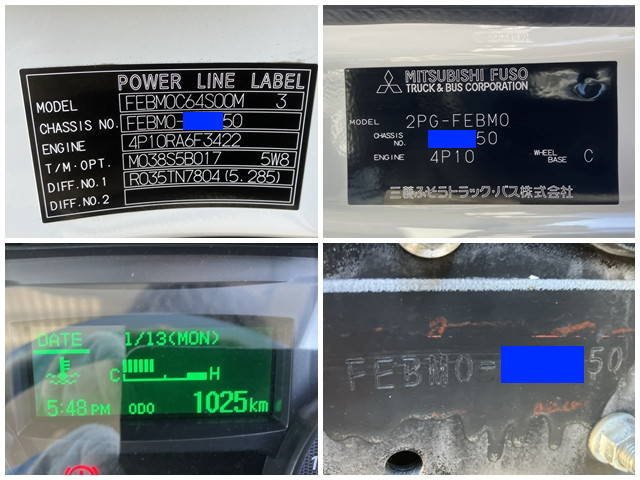 POWER LINE LABEL
MODEL FEBM0C64S00M 3
CHASSIS NO. FEBM0- 50
ENGINE 4P10RA6F3422
T/M·OPT. M038S5B017 5W8
DIFF.NO.1 R035TN7804(5.285)
DIFF.NO.2
MITSUBISHI FUSO
TRUCK & BUS CORPORATION
MODEL 2PG-FEBM0
CHASSIS NO. 50
ENGINE 4P10 WHEEL BASE C
三菱ふそうトラック・バス株式会社
DATE 1/13(MON)
C H
5:48 PM ODO 1025km
FEBM0- 50